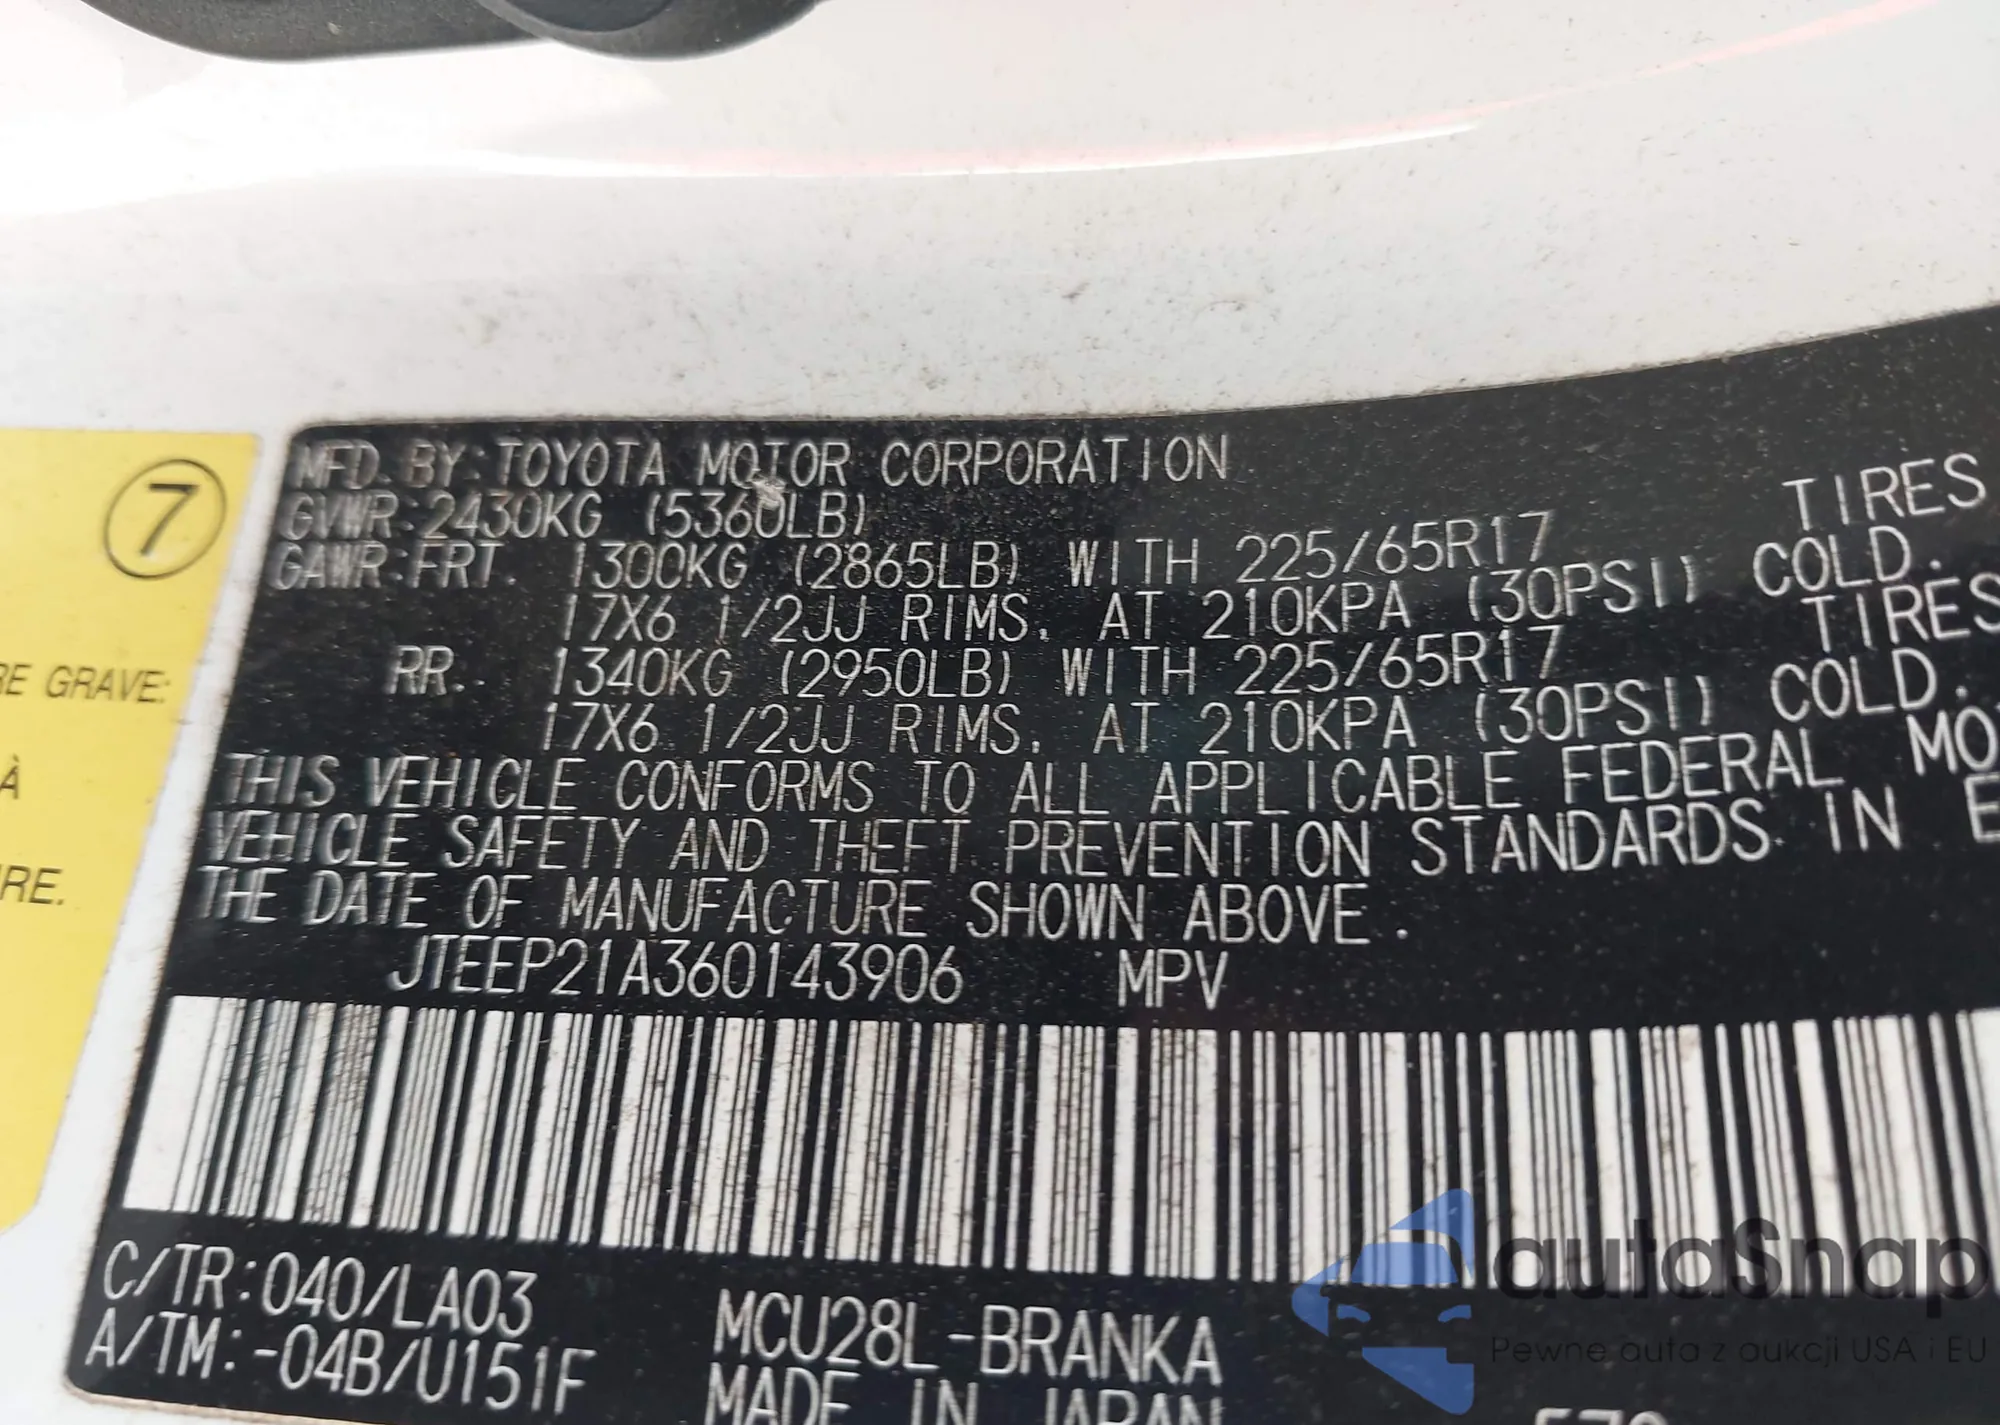 7
RE GRAVE:
À
RE.
MFD. BY: TOYOTA MOTOR CORPORATION
GVWR: 2430KG (5360LB)
GAWR: FRT. 1300KG (2865LB) WITH 225/65R17 TIRES
17X6 1/2JJ RIMS, AT 210KPA (30PSI) COLD.
RR. 1340KG (2950LB) WITH 225/65R17 TIRES
17X6 1/2JJ RIMS, AT 210KPA (30PSI) COLD.
THIS VEHICLE CONFORMS TO ALL APPLICABLE FEDERAL MO
VEHICLE SAFETY AND THEFT PREVENTION STANDARDS IN E
THE DATE OF MANUFACTURE SHOWN ABOVE.
JTEEP21A360143906 MPV
C/TR: 040/LA03 MCU28L-BRANKA
A/TM: -04B/U151F MADE IN JAPAN
autoSnap
Pewne auta z aukcji USA i EU